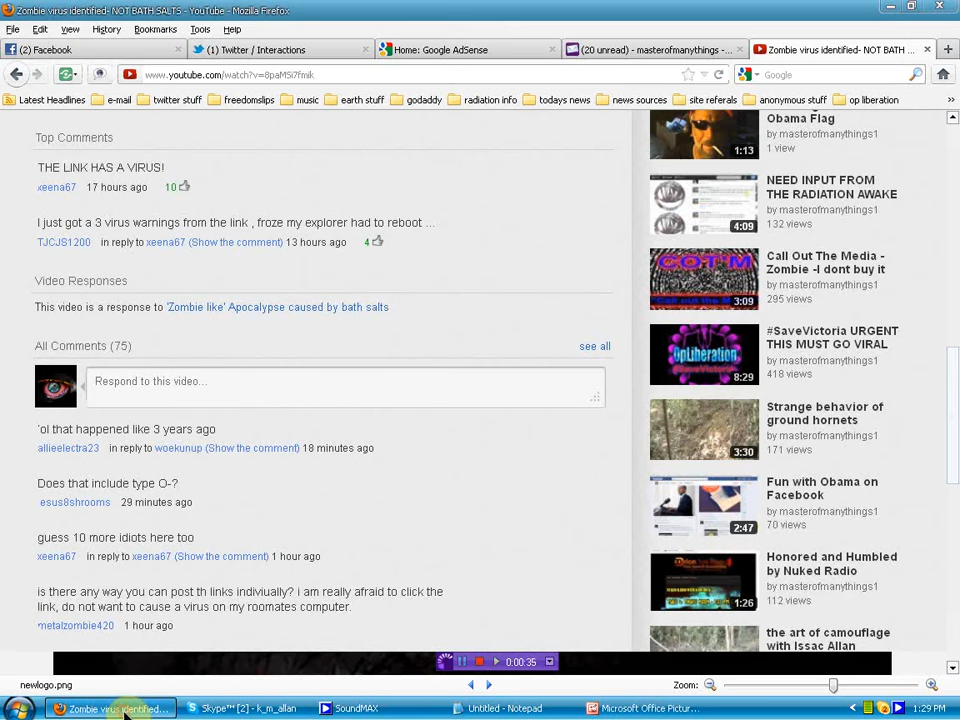 Zombie virus identified- NOT BATH SALTS - YouTube - Mozilla Firefox
File Edit View History Bookmarks Tools Help
(2) Facebook (1) Twitter / Interactions Home: Google AdSense (20 unread) - masterofmanythings -... Zombie virus identified- NOT BATH ...
www.youtube.com/watch?v=8paM5i7fmik Google
Latest Headlines e-mail twitter stuff freedomslips music earth stuff godaddy radiation info todays news news sources site referals anonymous stuff op liberation »
Top Comments
THE LINK HAS A VIRUS!
xeena67 17 hours ago 10
I just got a 3 virus warnings from the link , froze my explorer had to reboot ...
TJCJS1200 in reply to xeena67 (Show the comment) 13 hours ago 4
Video Responses
This video is a response to 'Zombie like' Apocalypse caused by bath salts
All Comments (75) see all
Respond to this video...
'ol that happened like 3 years ago
allieelectra23 in reply to woekunup (Show the comment) 18 minutes ago
Does that include type O-?
esus8shrooms 29 minutes ago
guess 10 more idiots here too
xeena67 in reply to xeena67 (Show the comment) 1 hour ago
is there any way you can post th links indiviually? i am really afraid to click the
link, do not want to cause a virus on my roomates computer.
metalzombie420 1 hour ago
Obama Flag
by masterofmanythings1
1 view
1:13
NEED INPUT FROM
THE RADIATION AWAKE
by masterofmanythings1
132 views
4:09
Call Out The Media -
Zombie -I dont buy it
by masterofmanythings1
295 views
COT'M
3:09
#SaveVictoria URGENT
THIS MUST GO VIRAL
by masterofmanythings1
418 views
OpLiberation
#SaveVictoria
8:29
Strange behavior of
ground hornets
by masterofmanythings1
171 views
3:30
Fun with Obama on
Facebook
by masterofmanythings1
70 views
2:47
Honored and Humbled
by Nuked Radio
by masterofmanythings1
112 views
1:26
the art of camouflage
with Issac Allan
by masterofmanythings1
0:00:35
newlogo.png Zoom:
Zombie virus identified... Skype™ [2] - k_m_allan SoundMAX Untitled - Notepad Microsoft Office Pictur... 1:29 PM